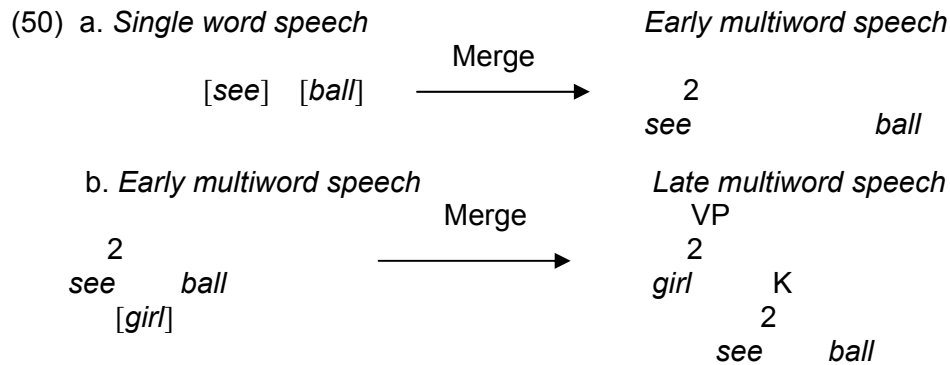 (50) a. Single word speech Early multiword speech
Merge
[see] [ball] 2
see ball
b. Early multiword speech Late multiword speech
Merge VP
2 2
see ball girl K
[girl] 2
see ball